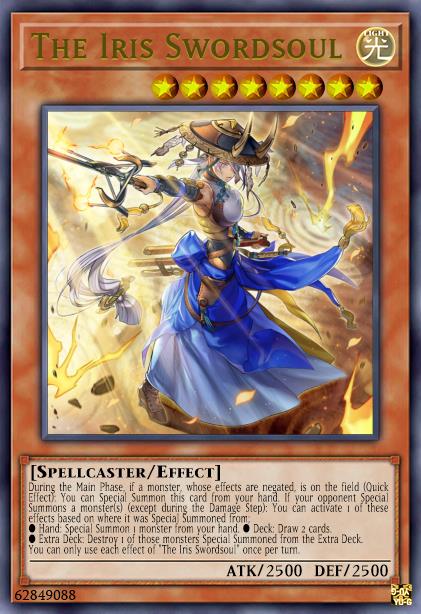 THE IRIS SWORDSOUL
LIGHT
光
[SPELLCASTER/EFFECT]
During the Main Phase, if a monster, whose effects are negated, is on the field (Quick
Effect): You can Special Summon this card from your hand. If your opponent Special
Summons a monster(s) (except during the Damage Step): You can activate 1 of these
effects based on where it was Special Summoned from;
● Hand: Special Summon 1 monster from your hand. ● Deck: Draw 2 cards.
● Extra Deck: Destroy 1 of those monsters Special Summoned from the Extra Deck.
You can only use each effect of "The Iris Swordsoul" once per turn.
ATK/2500 DEF/2500
62849088